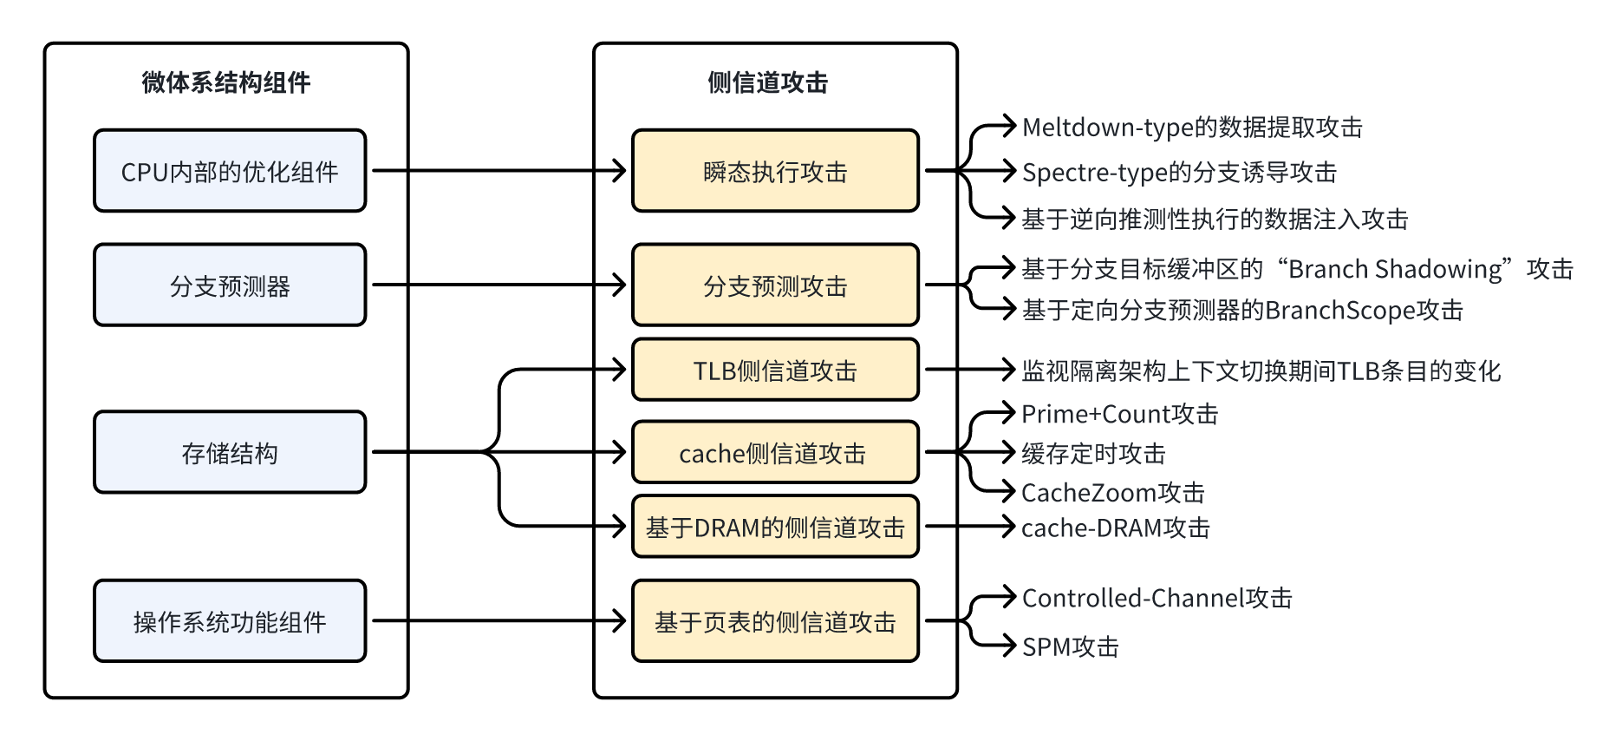 微体系结构组件
CPU内部的优化组件
分支预测器
存储结构
操作系统功能组件
侧信道攻击
瞬态执行攻击
分支预测攻击
TLB侧信道攻击
cache侧信道攻击
基于DRAM的侧信道攻击
基于页表的侧信道攻击
Meltdown-type的数据提取攻击
Spectre-type的分支诱导攻击
基于逆向推测性执行的数据注入攻击
基于分支目标缓冲区的“Branch Shadowing”攻击
基于定向分支预测器的BranchScope攻击
监视隔离架构上下文切换期间TLB条目的变化
Prime+Count攻击
缓存定时攻击
CacheZoom攻击
cache-DRAM攻击
Controlled-Channel攻击
SPM攻击